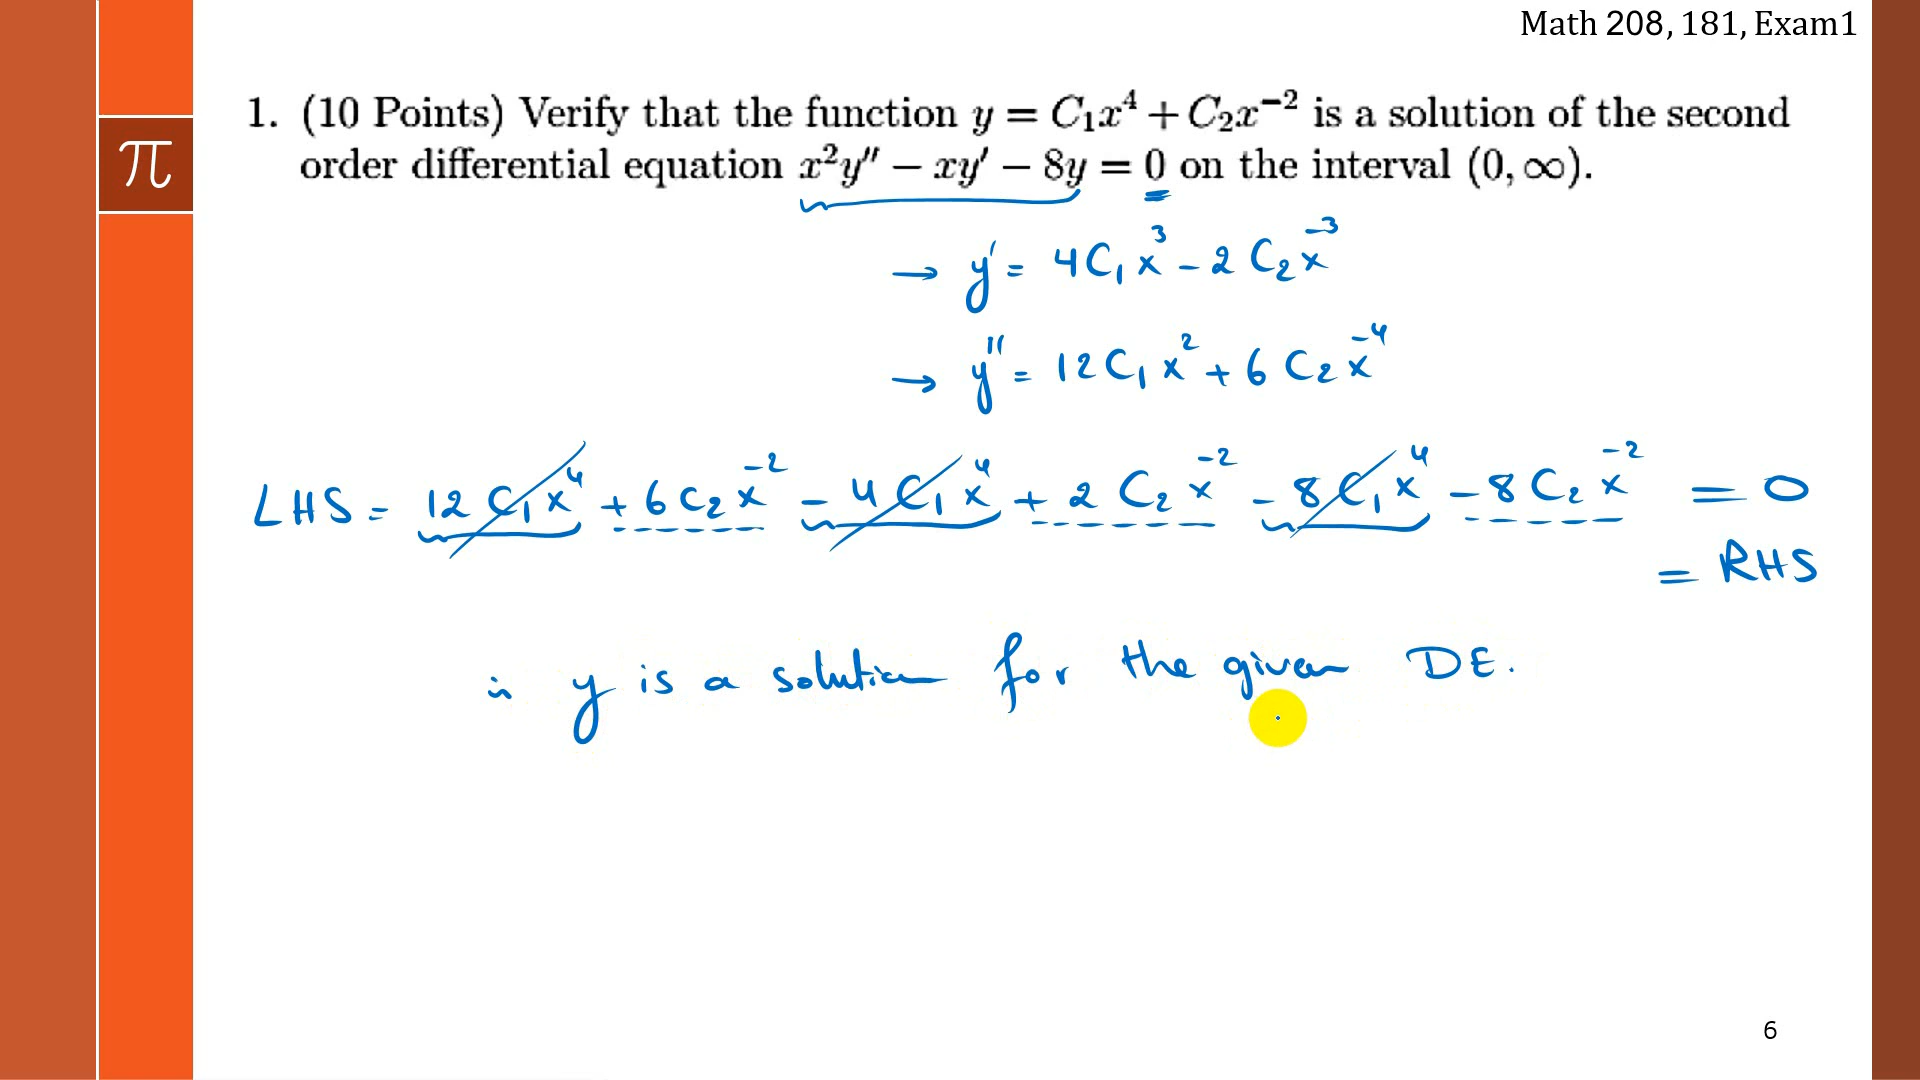 Math 208, 181, Exam1
1. (10 Points) Verify that the function y = C₁x⁴ + C₂x⁻² is a solution of the second
order differential equation x²y″ − xy′ − 8y = 0 on the interval (0, ∞).
π
→ y′ = 4C₁x³ − 2C₂x⁻³
→ y″ = 12C₁x² + 6C₂x⁻⁴
LHS = 12C₁x⁴ + 6C₂x⁻² − 4C₁x⁴ + 2C₂x⁻² − 8C₁x⁴ − 8C₂x⁻² = 0
= RHS
∴ y is a solution for the given DE.
6